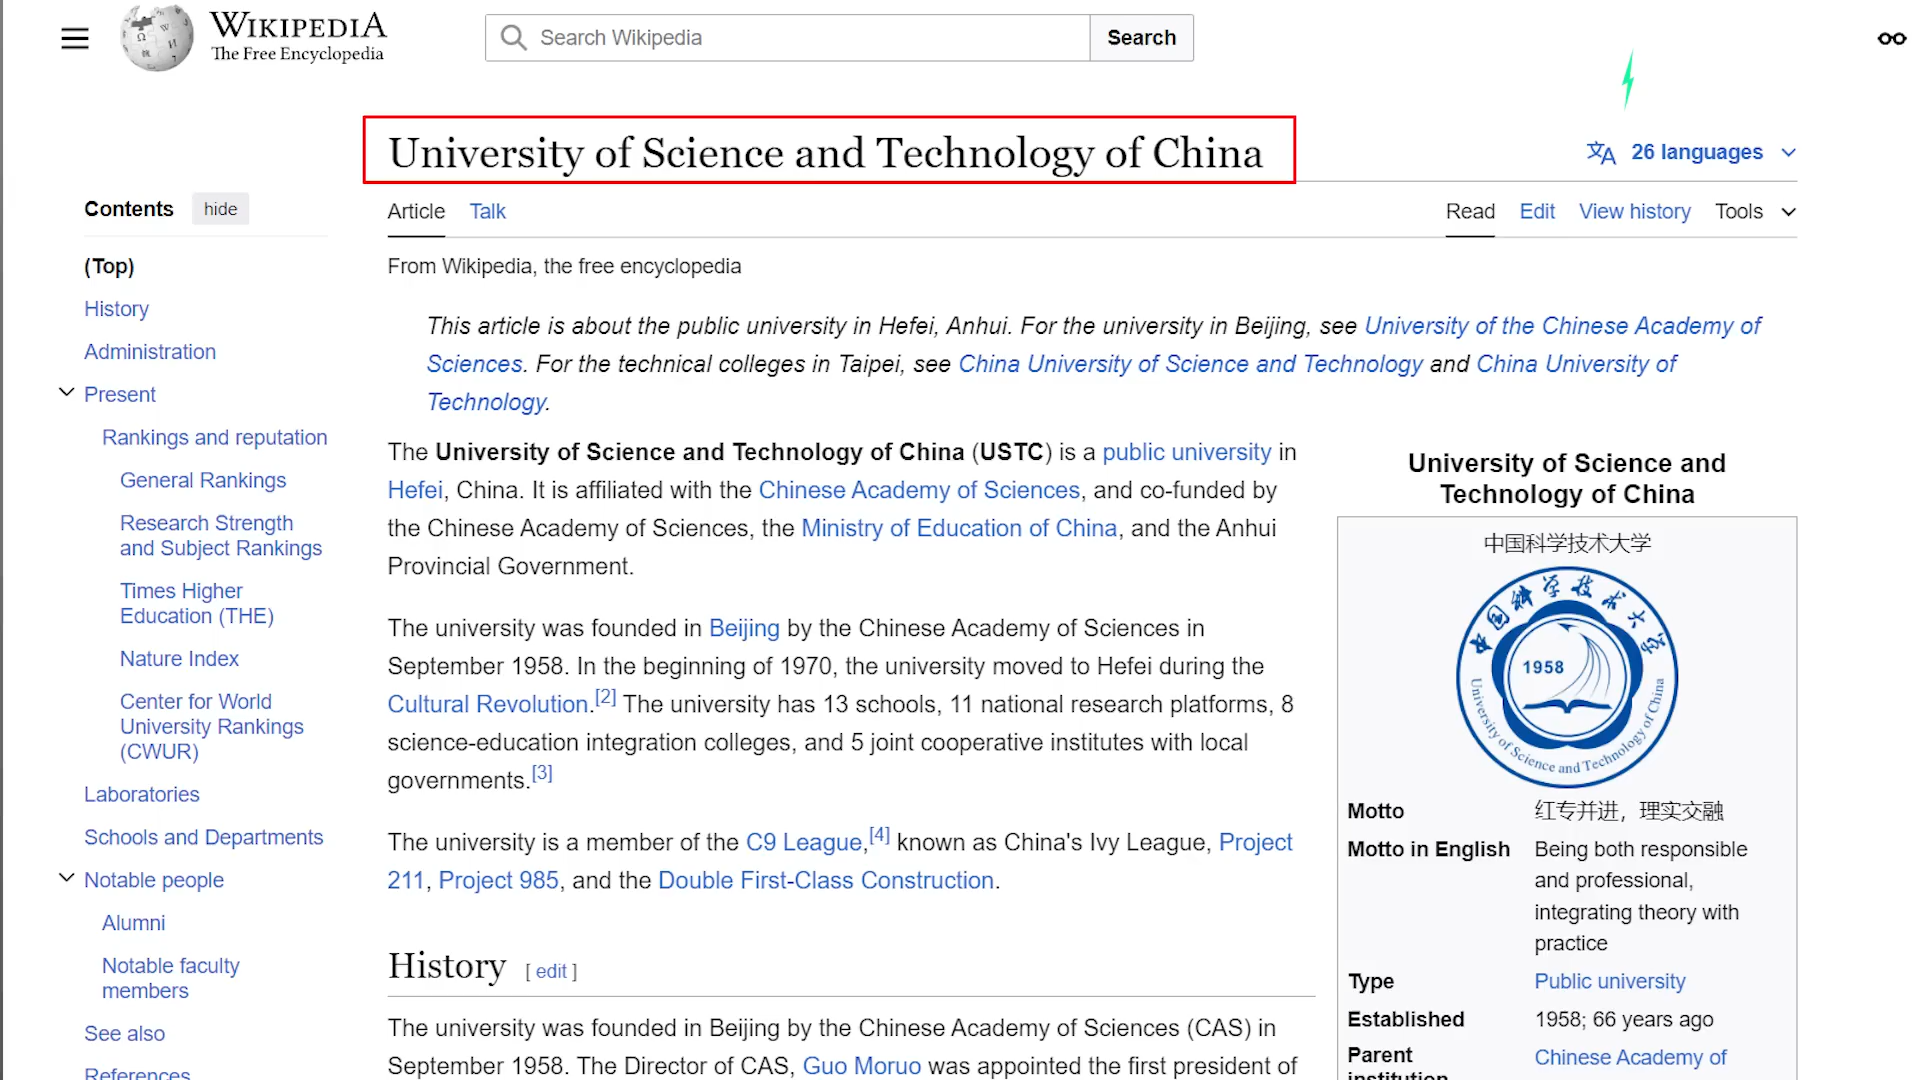 WIKIPEDIA
The Free Encyclopedia
Search Wikipedia
Search
University of Science and Technology of China
26 languages
Contents
hide
Article
Talk
Read
Edit
View history
Tools
(Top)
History
Administration
Present
Rankings and reputation
General Rankings
Research Strength
and Subject Rankings
Times Higher
Education (THE)
Nature Index
Center for World
University Rankings
(CWUR)
Laboratories
Schools and Departments
Notable people
Alumni
Notable faculty
members
See also
References
From Wikipedia, the free encyclopedia
This article is about the public university in Hefei, Anhui. For the university in Beijing, see University of the Chinese Academy of
Sciences. For the technical colleges in Taipei, see China University of Science and Technology and China University of
Technology.
The University of Science and Technology of China (USTC) is a public university in
Hefei, China. It is affiliated with the Chinese Academy of Sciences, and co-funded by
the Chinese Academy of Sciences, the Ministry of Education of China, and the Anhui
Provincial Government.
The university was founded in Beijing by the Chinese Academy of Sciences in
September 1958. In the beginning of 1970, the university moved to Hefei during the
Cultural Revolution.[2] The university has 13 schools, 11 national research platforms, 8
science-education integration colleges, and 5 joint cooperative institutes with local
governments.[3]
The university is a member of the C9 League,[4] known as China's Ivy League, Project
211, Project 985, and the Double First-Class Construction.
History [ edit ]
The university was founded in Beijing by the Chinese Academy of Sciences (CAS) in
September 1958. The Director of CAS, Guo Moruo was appointed the first president of
University of Science and
Technology of China
中国科学技术大学
中国科学技术大学
1958
University of Science and Technology of China
Motto
红专并进，理实交融
Motto in English
Being both responsible
and professional,
integrating theory with
practice
Type
Public university
Established
1958; 66 years ago
Parent
institution
Chinese Academy of